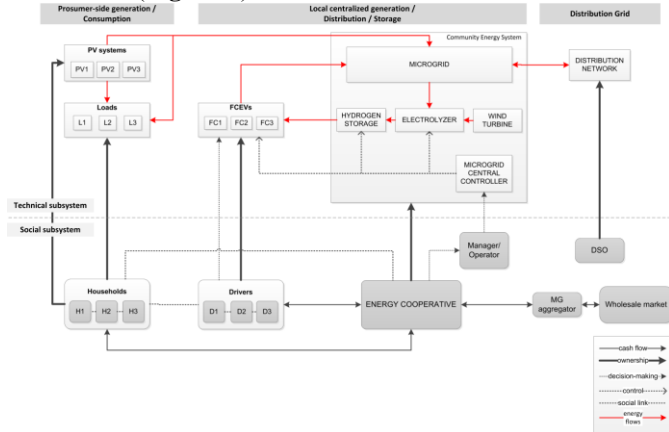 Prosumer-side generation /
Consumption
Local centralized generation /
Distribution / Storage
Distribution Grid
Community Energy System
PV systems
PV1 PV2 PV3
MICROGRID
DISTRIBUTION
NETWORK
Loads
L1 L2 L3
FCEVs
FC1 FC2 FC3
HYDROGEN
STORAGE
ELECTROLYZER
WIND
TURBINE
MICROGRID
CENTRAL
CONTROLLER
Technical subsystem
Social subsystem
Manager/
Operator
DSO
Households
H1 H2 H3
Drivers
D1 D2 D3
ENERGY COOPERATIVE
MG
aggregator
Wholesale market
cash flow
ownership
decision-making
control
social link
energy
flows